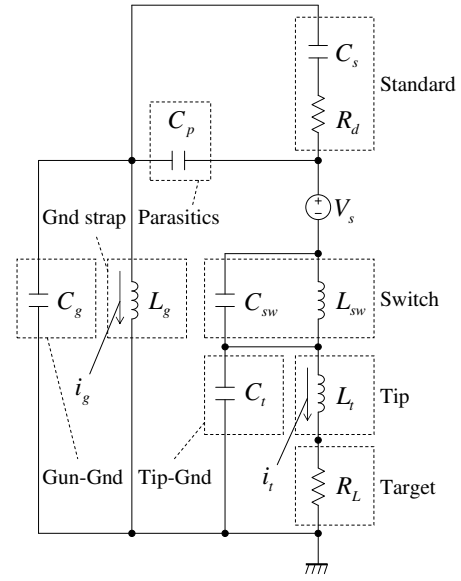 C_s
Standard
R_d
C_p
Gnd strap
Parasitics
+
−
V_s
C_g
L_g
C_sw
L_sw
Switch
i_g
C_t
L_t
Tip
Gun-Gnd
Tip-Gnd
i_t
R_L
Target